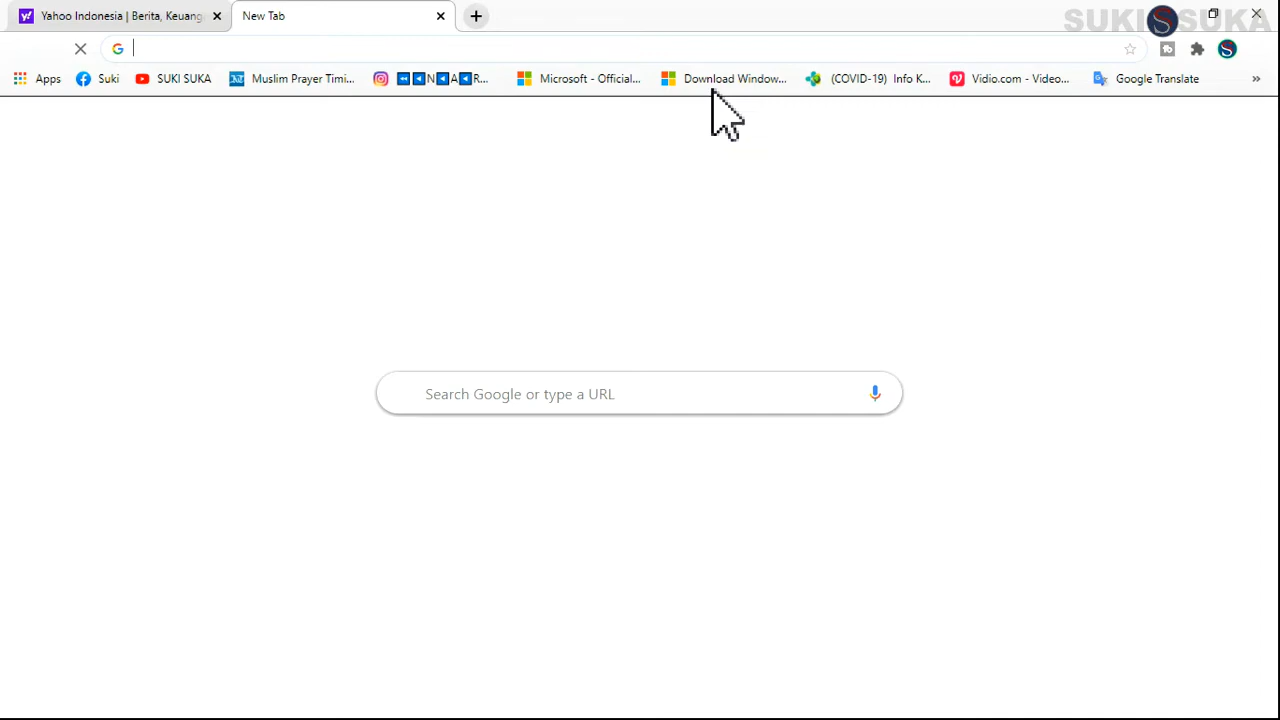 SUKI SUKA
Yahoo Indonesia | Berita, Keuang
New Tab
Apps
Suki
SUKI SUKA
Muslim Prayer Timi...
N A R...
Microsoft - Official...
Download Window...
(COVID-19) Info K...
Vidio.com - Video...
Google Translate
Search Google or type a URL